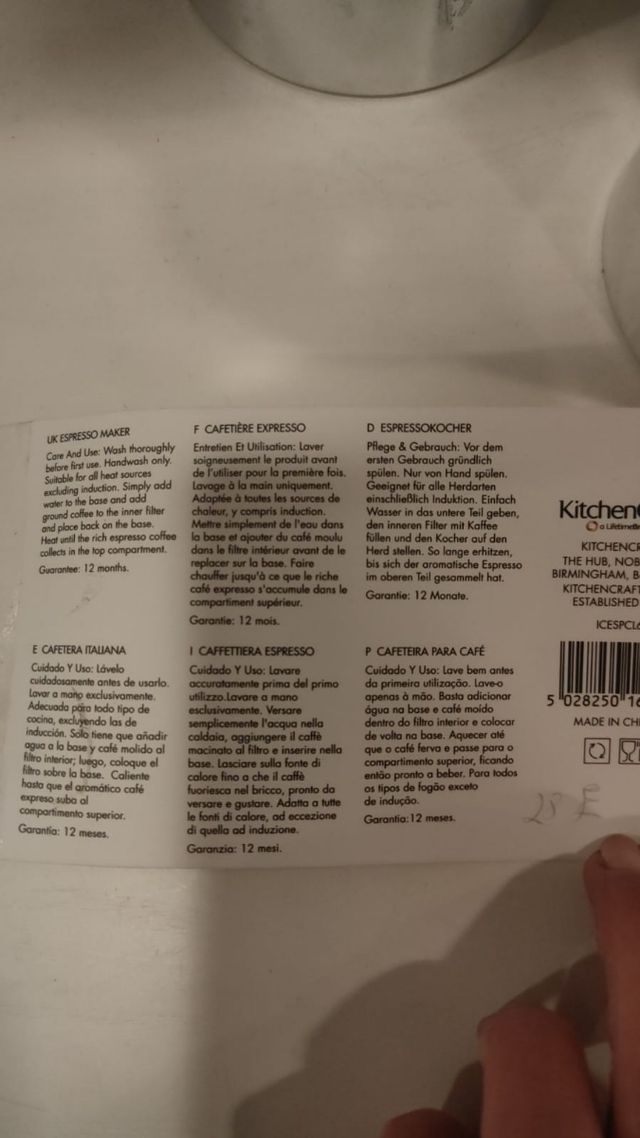 UK ESPRESSO MAKER
Care And Use: Wash thoroughly
before first use. Handwash only.
Suitable for all heat sources
excluding induction. Simply add
water to the base and add
ground coffee to the inner filter
and place back on the base.
Heat until the rich espresso coffee
collects in the top compartment.
Guarantee: 12 months.
F CAFETIÈRE EXPRESSO
Entretien Et Utilisation: Laver
soigneusement le produit avant
de l'utiliser pour la première fois.
Lavage à la main uniquement.
Adaptée à toutes les sources de
chaleur, y compris induction.
Mettre simplement de l'eau dans
la base et ajouter du café moulu
dans le filtre intérieur avant de le
replacer sur la base. Faire
chauffer jusqu'à ce que le riche
café expresso s'accumule dans le
compartiment supérieur.
Garantie: 12 mois.
D ESPRESSOKOCHER
Pflege & Gebrauch: Vor dem
ersten Gebrauch gründlich
spülen. Nur von Hand spülen.
Geeignet für alle Herdarten
einschließlich Induktion. Einfach
Wasser in das untere Teil geben,
den inneren Filter mit Kaffee
füllen und den Kocher auf den
Herd stellen. So lange erhitzen,
bis sich der aromatische Espresso
im oberen Teil gesammelt hat.
Garantie: 12 Monate.
E CAFETERA ITALIANA
Cuidado Y Uso: Lávelo
cuidadosamente antes de usarlo.
Lavar a mano exclusivamente.
Adecuada para todo tipo de
cocina, excluyendo las de
inducción. Solo tiene que añadir
agua a la base y café molido al
filtro interior; luego, coloque el
filtro sobre la base. Caliente
hasta que el aromático café
expreso suba al
compartimento superior.
Garantía: 12 meses.
I CAFFETTIERA ESPRESSO
Cuidado Y Uso: Lavare
accuratamente prima del primo
utilizzo.Lavare a mano
esclusivamente. Versare
semplicemente l'acqua nella
caldaia, aggiungere il caffè
macinato al filtro e inserire nella
base. Lasciare sulla fonte di
calore fino a che il caffè
fuoriesca nel bricco, pronto da
versare e gustare. Adatta a tutte
le fonti di calore, ad eccezione
di quella ad induzione.
Garanzia: 12 mesi.
P CAFETEIRA PARA CAFÉ
Cuidado Y Uso: Lave bem antes
da primeira utilização. Lave-o
apenas à mão. Basta adicionar
água na base e café moído
dentro do filtro interior e colocar
de volta na base. Aquecer até
que o café ferva e passe para o
compartimento superior, ficando
então pronto a beber. Para todos
os tipos de fogão exceto
de indução.
Garantia:12 meses.
Kitchen
a Lifetime
KITCHENCR
THE HUB, NOB
BIRMINGHAM, B
KITCHENCRAFT
ESTABLISHED
ICESPCL
5 028250 16
MADE IN CHI
25 £